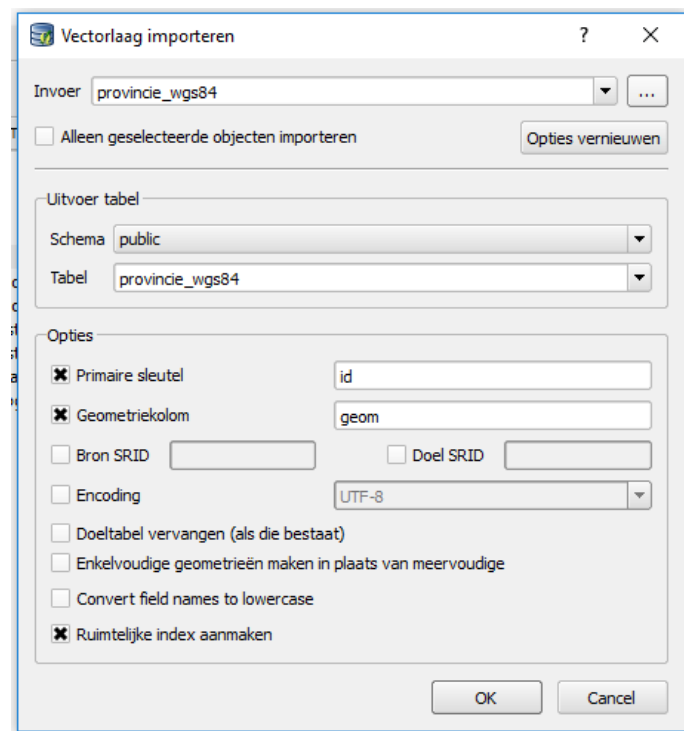 Vectorlaag importeren
?
Invoer provincie_wgs84 ...
Alleen geselecteerde objecten importeren Opties vernieuwen
Uitvoer tabel
Schema public
Tabel provincie_wgs84
Opties
Primaire sleutel id
Geometriekolom geom
Bron SRID Doel SRID
Encoding UTF-8
Doeltabel vervangen (als die bestaat)
Enkelvoudige geometrieën maken in plaats van meervoudige
Convert field names to lowercase
Ruimtelijke index aanmaken
OK Cancel